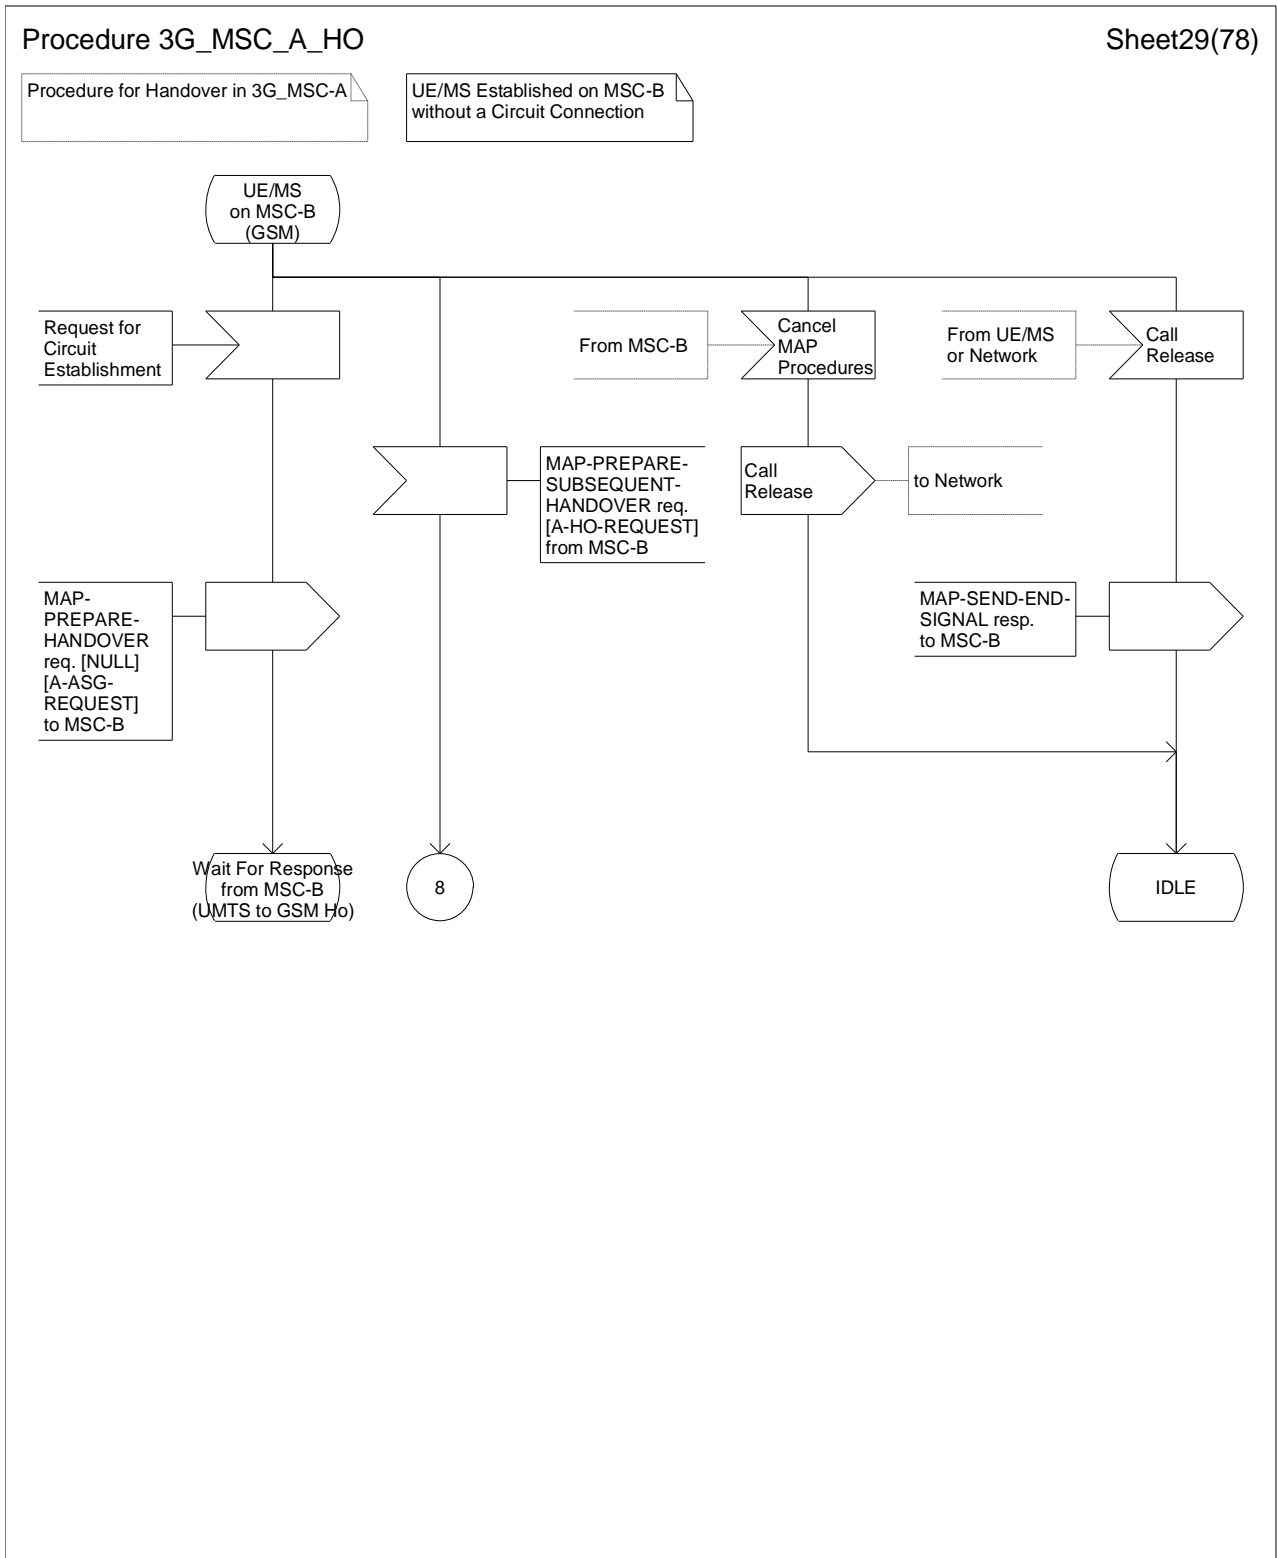 Procedure 3G_MSC_A_HO
Sheet29(78)
Procedure for Handover in 3G_MSC-A
UE/MS Established on MSC-B
without a Circuit Connection
UE/MS
on MSC-B
(GSM)
Request for
Circuit
Establishment
From MSC-B
Cancel
MAP
Procedures
From UE/MS
or Network
Call
Release
MAP-PREPARE-
SUBSEQUENT-
HANDOVER req.
[A-HO-REQUEST]
from MSC-B
Call
Release
to Network
MAP-
PREPARE-
HANDOVER
req. [NULL]
[A-ASG-
REQUEST]
to MSC-B
MAP-SEND-END-
SIGNAL resp.
to MSC-B
Wait For Response
from MSC-B
(UMTS to GSM Ho)
8
IDLE